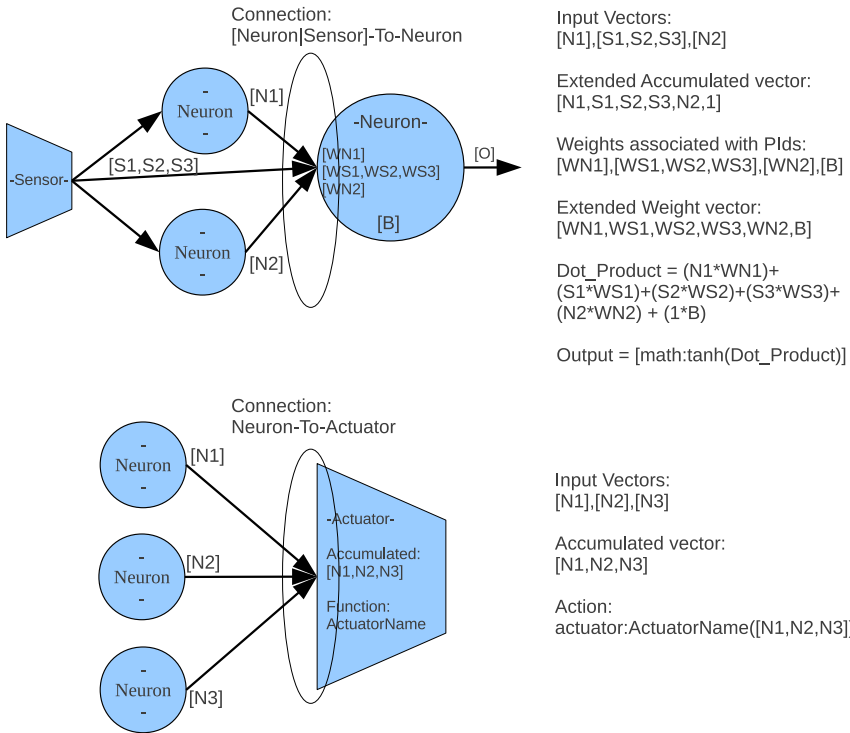 Connection:
[Neuron|Sensor]-To-Neuron
-
Neuron
-
[N1]
-Sensor-
[S1,S2,S3]
-
Neuron
-
[N2]
-Neuron-
[WN1]
[WS1,WS2,WS3]
[WN2]
[B]
[O]
Input Vectors:
[N1],[S1,S2,S3],[N2]
Extended Accumulated vector:
[N1,S1,S2,S3,N2,1]
Weights associated with PIds:
[WN1],[WS1,WS2,WS3],[WN2],[B]
Extended Weight vector:
[WN1,WS1,WS2,WS3,WN2,B]
Dot_Product = (N1*WN1)+
(S1*WS1)+(S2*WS2)+(S3*WS3)+
(N2*WN2) + (1*B)
Output = [math:tanh(Dot_Product)]
Connection:
Neuron-To-Actuator
-
Neuron
-
[N1]
-
Neuron
-
[N2]
-
Neuron
-
[N3]
-Actuator-
Accumulated:
[N1,N2,N3]
Function:
ActuatorName
Input Vectors:
[N1],[N2],[N3]
Accumulated vector:
[N1,N2,N3]
Action:
actuator:ActuatorName([N1,N2,N3])